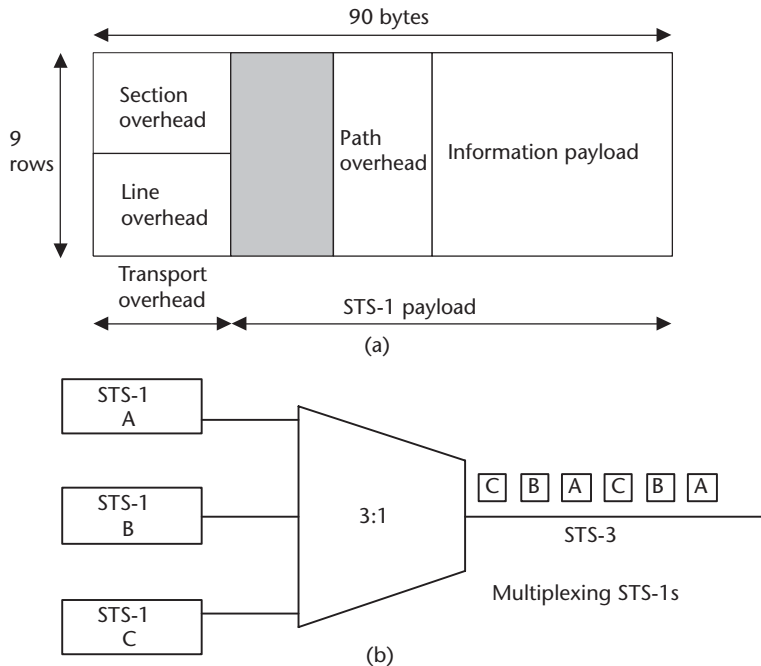 90 bytes
9
rows
Section
overhead
Line
overhead
Path
overhead
Information payload
Transport
overhead
STS-1 payload
(a)
STS-1
A
STS-1
B
STS-1
C
3:1
C B A C B A
STS-3
Multiplexing STS-1s
(b)